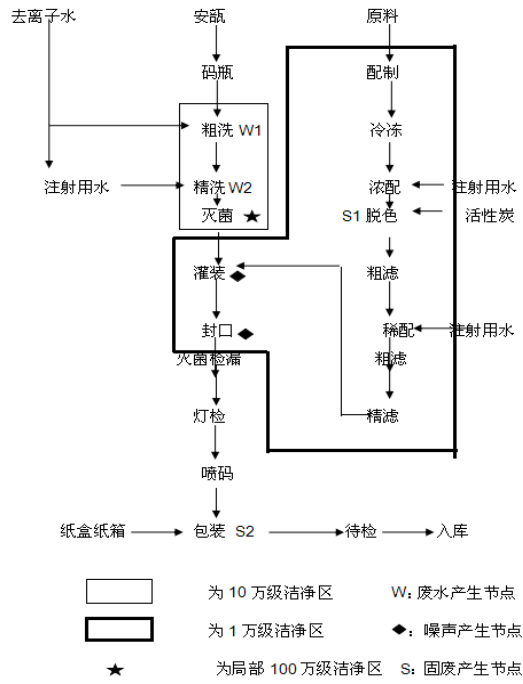 去离子水 安瓿 原料
码瓶 配制
粗洗 W1 冷冻
注射用水 精洗 W2 浓配 注射用水
灭菌 S1 脱色 活性炭
灌装 粗滤
封口 稀配 注射用水
灭菌检漏 粗滤
灯检 精滤
喷码
纸盒纸箱 包装 S2 待检 入库
为 10 万级洁净区 W: 废水产生节点
为 1 万级洁净区 : 噪声产生节点
为局部 100 万级洁净区 S: 固废产生节点